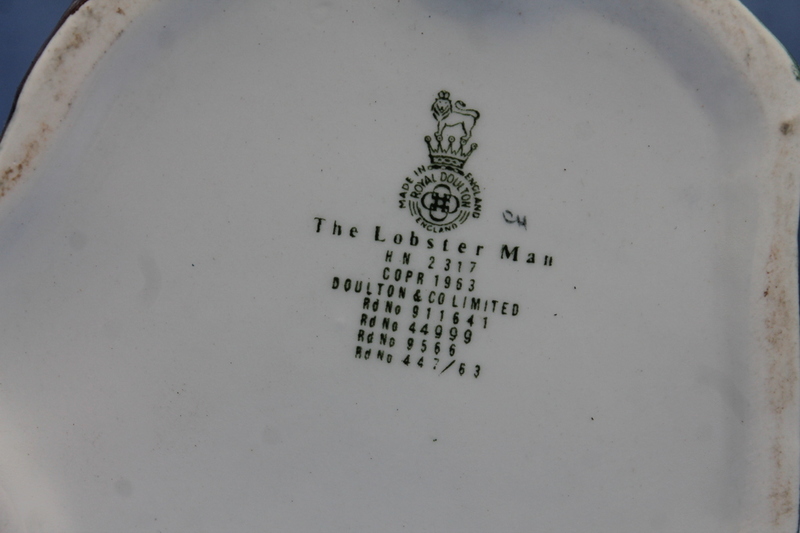 MADE IN ENGLAND
ROYAL DOULTON
ENGLAND
CH
The Lobster Man
HN 2317
COPR 1963
DOULTON & CO LIMITED
Rd No 911641
Rd No 44999
Rd No 9566
Rd No 447/63